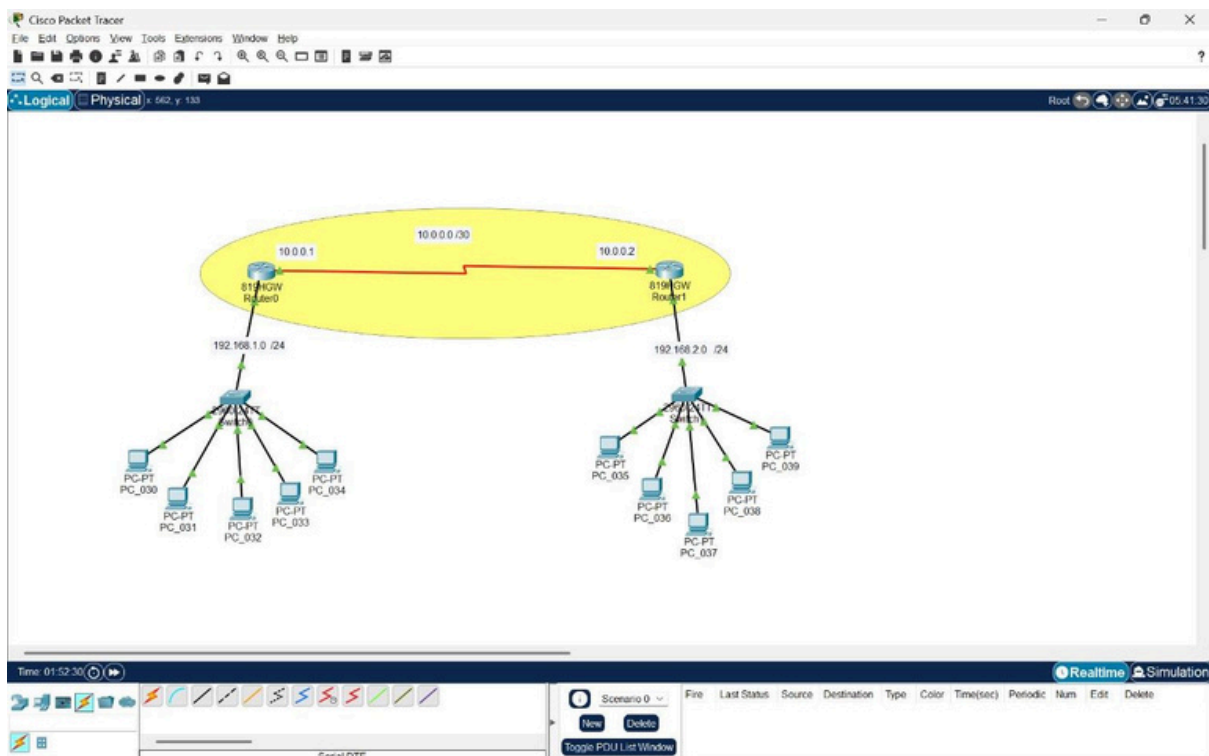 Cisco Packet Tracer
File Edit Options View Tools Extensions Window Help
?
Logical Physical x: 562, y: 133
Root 05:41:30
10.0.0.0 /30
10.0.0.1
10.0.0.2
819HGW
Router0
819HGW
Router1
192.168.1.0 /24
192.168.2.0 /24
Switch
Switch
PC-PT
PC_030
PC-PT
PC_031
PC-PT
PC_032
PC-PT
PC_033
PC-PT
PC_034
PC-PT
PC_035
PC-PT
PC_036
PC-PT
PC_037
PC-PT
PC_038
PC-PT
PC_039
Time: 01:52:30
Realtime Simulation
Scenario 0
New Delete
Toggle PDU List Window
Fire Last Status Source Destination Type Color Time(sec) Periodic Num Edit Delete